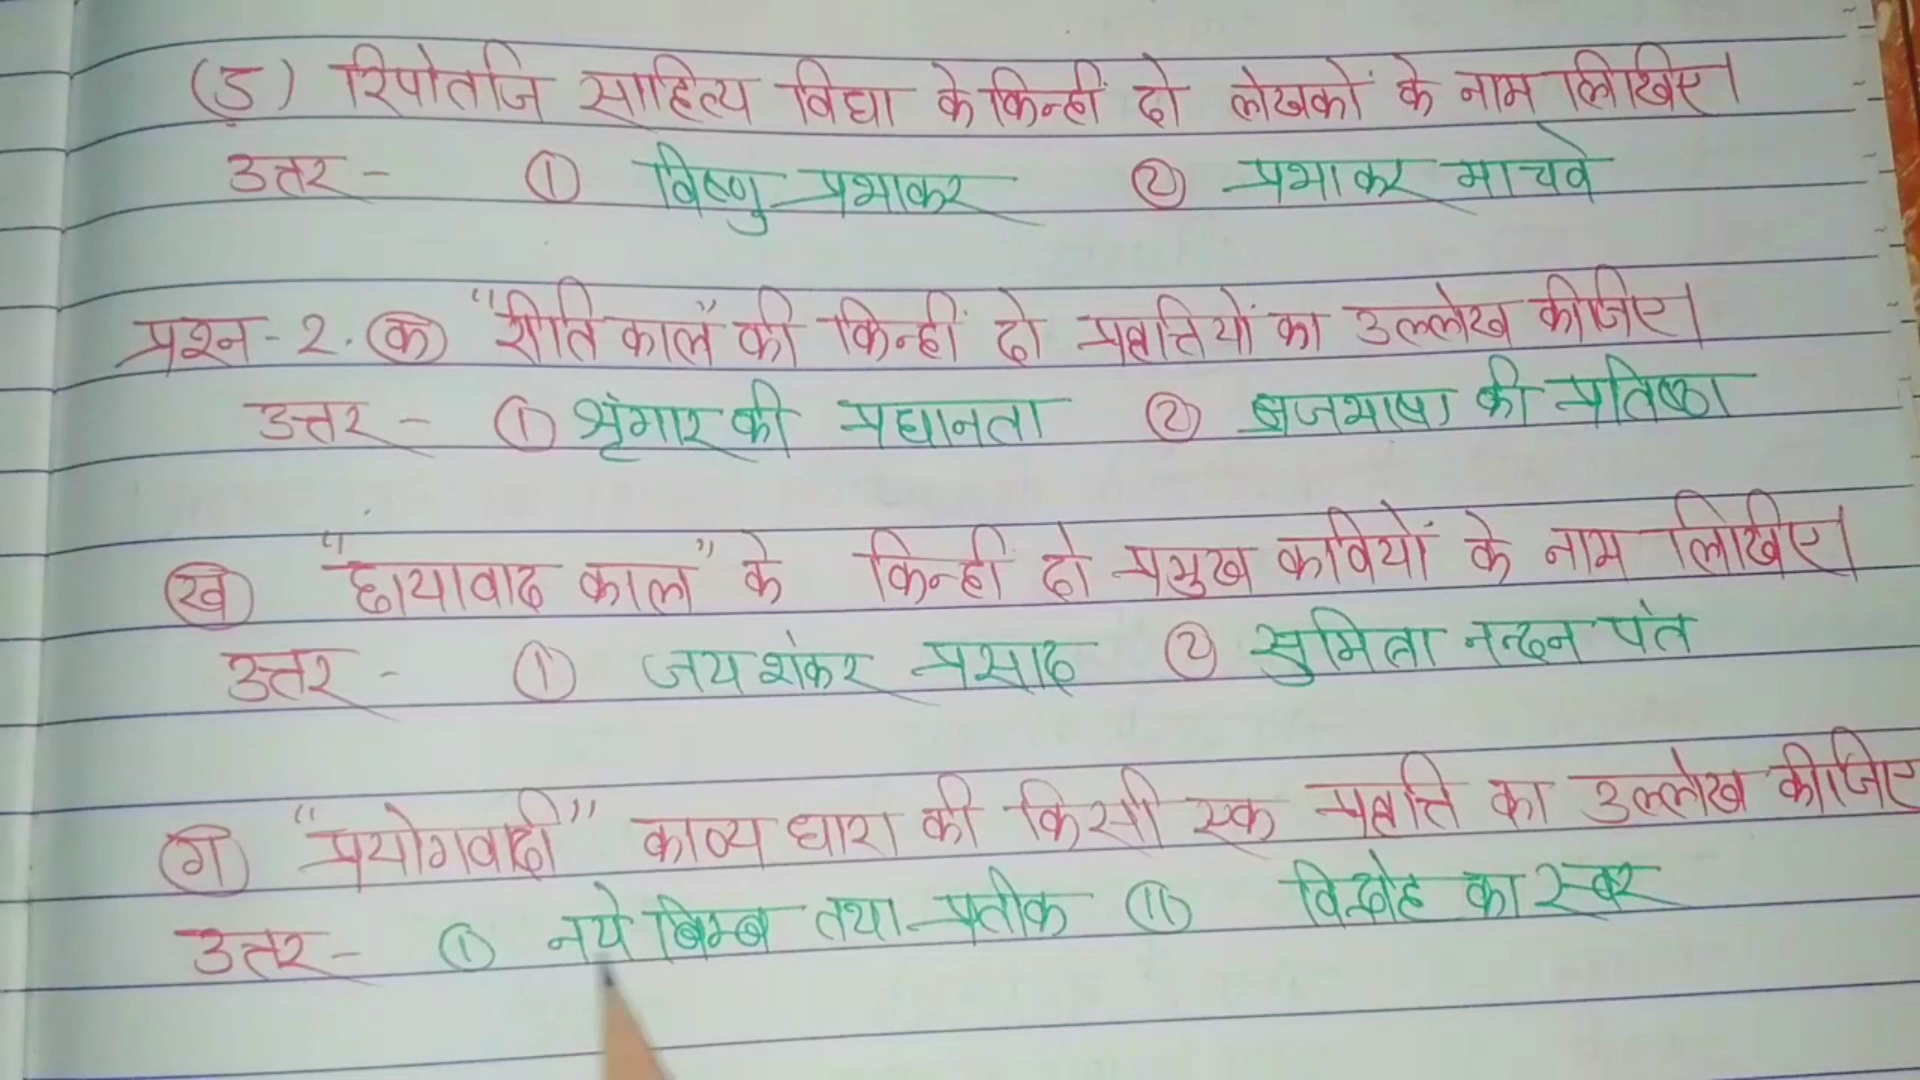 (ड) रिपोतजि साहित्य विधा के किन्हीं दो लेखकों के नाम लिखिए।
उत्तर - ① विष्णु प्रभाकर ② प्रभाकर माचवे
प्रश्न - 2. (क) "रीति काल" की किन्हीं दो प्रवृत्तियों का उल्लेख कीजिए।
उत्तर - ① श्रृंगार की प्रधानता ② ब्रजभाषा की प्रतिष्ठा
(ख) "छायावाद काल" के किन्हीं दो प्रमुख कवियों के नाम लिखिए।
उत्तर - ① जय शंकर प्रसाद ② सुमित्रा नन्दन पंत
(ग) "प्रयोगवादी" काव्य धारा की किसी एक प्रवृत्ति का उल्लेख कीजिए
उत्तर - ① नये बिम्ब तथा प्रतीक (11) विद्रोह का स्वर